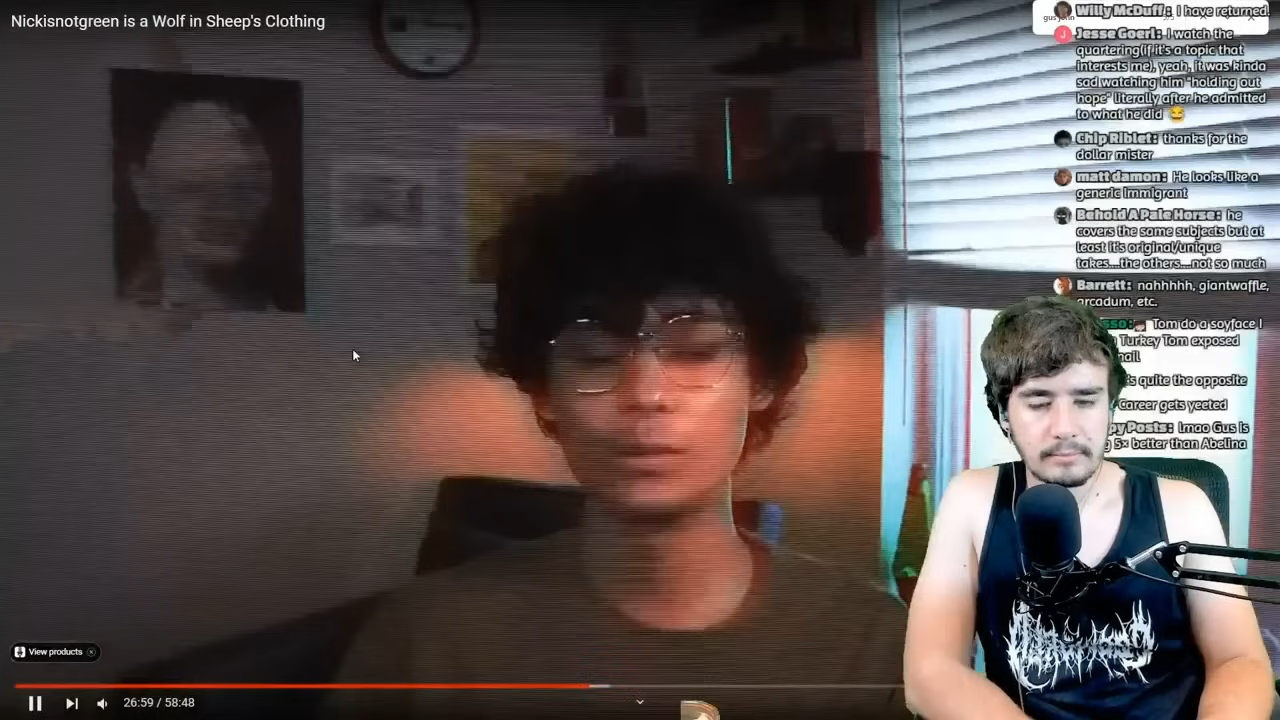 Nickisnotgreen is a Wolf in Sheep's Clothing
Willy McDuff: I have returned.
Jesse Goerl: I watch the
quartering(if it's a topic that
interests me), yeah, it was kinda
sad watching him "holding out
hope" literally after he admitted
to what he did 😂
Chip Riblet: thanks for the
dollar mister
matt damon: He looks like a
generic immigrant
Behold A Pale Horse: he
covers the same subjects but at
least it's original/unique
takes....the others....not so much
Barrett: nahhhhh, giantwaffle,
arcadum, etc.
sso: Tom do a soyface I
Turkey Tom exposed
nail
's quite the opposite
Career gets yeeted
py Posts: lmao Gus is
g 5× better than Abelina
View products
26:59 / 58:48